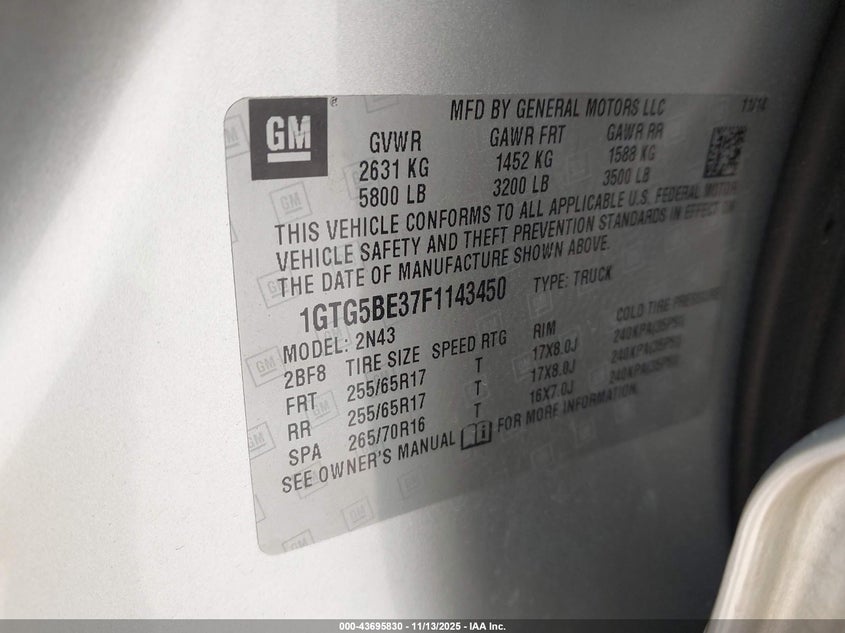 GM
MFD BY GENERAL MOTORS LLC 11/14
GVWR GAWR FRT GAWR RR
2631 KG 1452 KG 1588 KG
5800 LB 3200 LB 3500 LB
THIS VEHICLE CONFORMS TO ALL APPLICABLE U.S. FEDERAL MOTOR
VEHICLE SAFETY AND THEFT PREVENTION STANDARDS IN EFFECT ON
THE DATE OF MANUFACTURE SHOWN ABOVE.
1GTG5BE37F1143450 TYPE: TRUCK
MODEL: 2N43
2BF8 TIRE SIZE SPEED RTG RIM COLD TIRE PRESSURE
FRT 255/65R17 T 17X8.0J 240KPA(35PSI)
RR 255/65R17 T 17X8.0J 240KPA(35PSI)
SPA 265/70R16 T 16X7.0J 240KPA(35PSI)
SEE OWNER'S MANUAL FOR MORE INFORMATION.
000-43695830 - 11/13/2025 - IAA Inc.